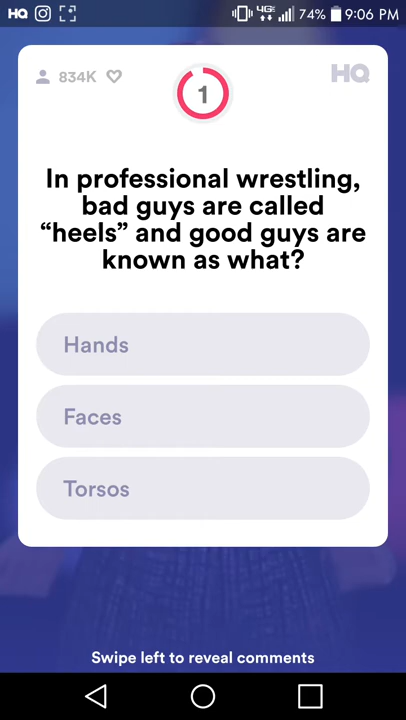 HQ 4GE 74% 9:06 PM
834K
1
HQ
In professional wrestling,
bad guys are called
“heels” and good guys are
known as what?
Hands
Faces
Torsos
Swipe left to reveal comments